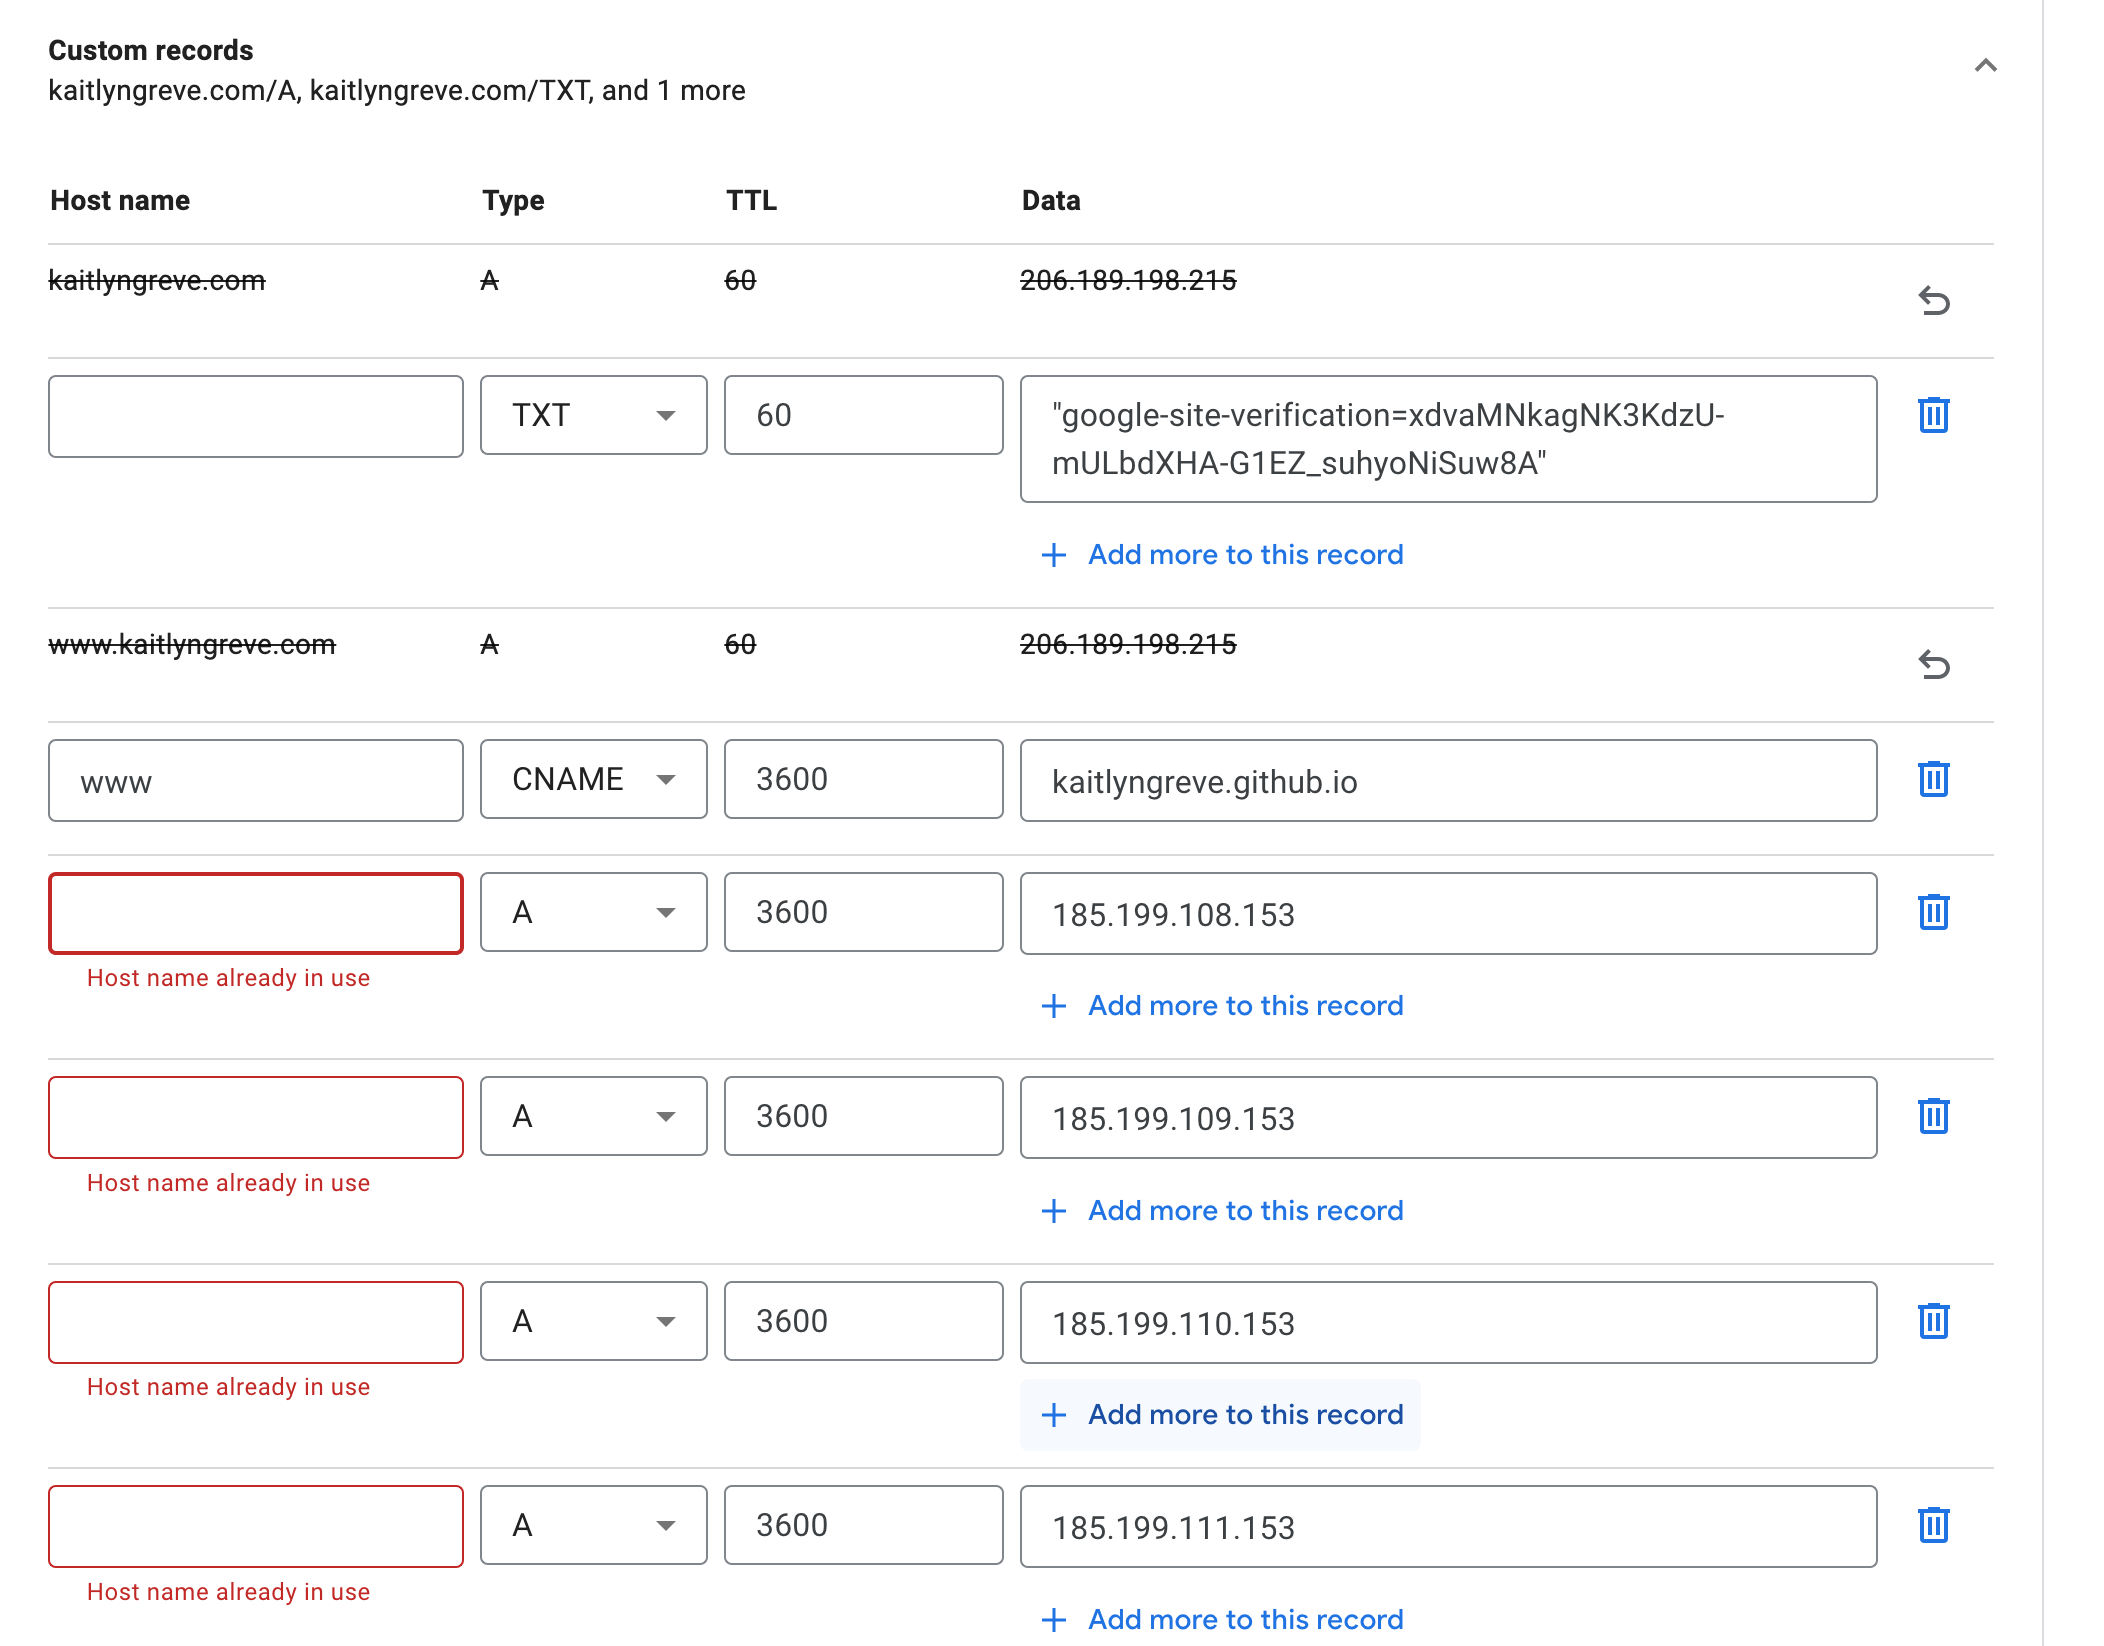 Custom records
kaitlyngreve.com/A, kaitlyngreve.com/TXT, and 1 more
Host name Type TTL Data
kaitlyngreve.com A 60 206.189.198.215
TXT 60 "google-site-verification=xdvaMNkagNK3KdzU-
mULbdXHA-G1EZ_suhyoNiSuw8A"
Add more to this record
www.kaitlyngreve.com A 60 206.189.198.215
www CNAME 3600 kaitlyngreve.github.io
A 3600 185.199.108.153
Host name already in use
Add more to this record
A 3600 185.199.109.153
Host name already in use
Add more to this record
A 3600 185.199.110.153
Host name already in use
Add more to this record
A 3600 185.199.111.153
Host name already in use
Add more to this record